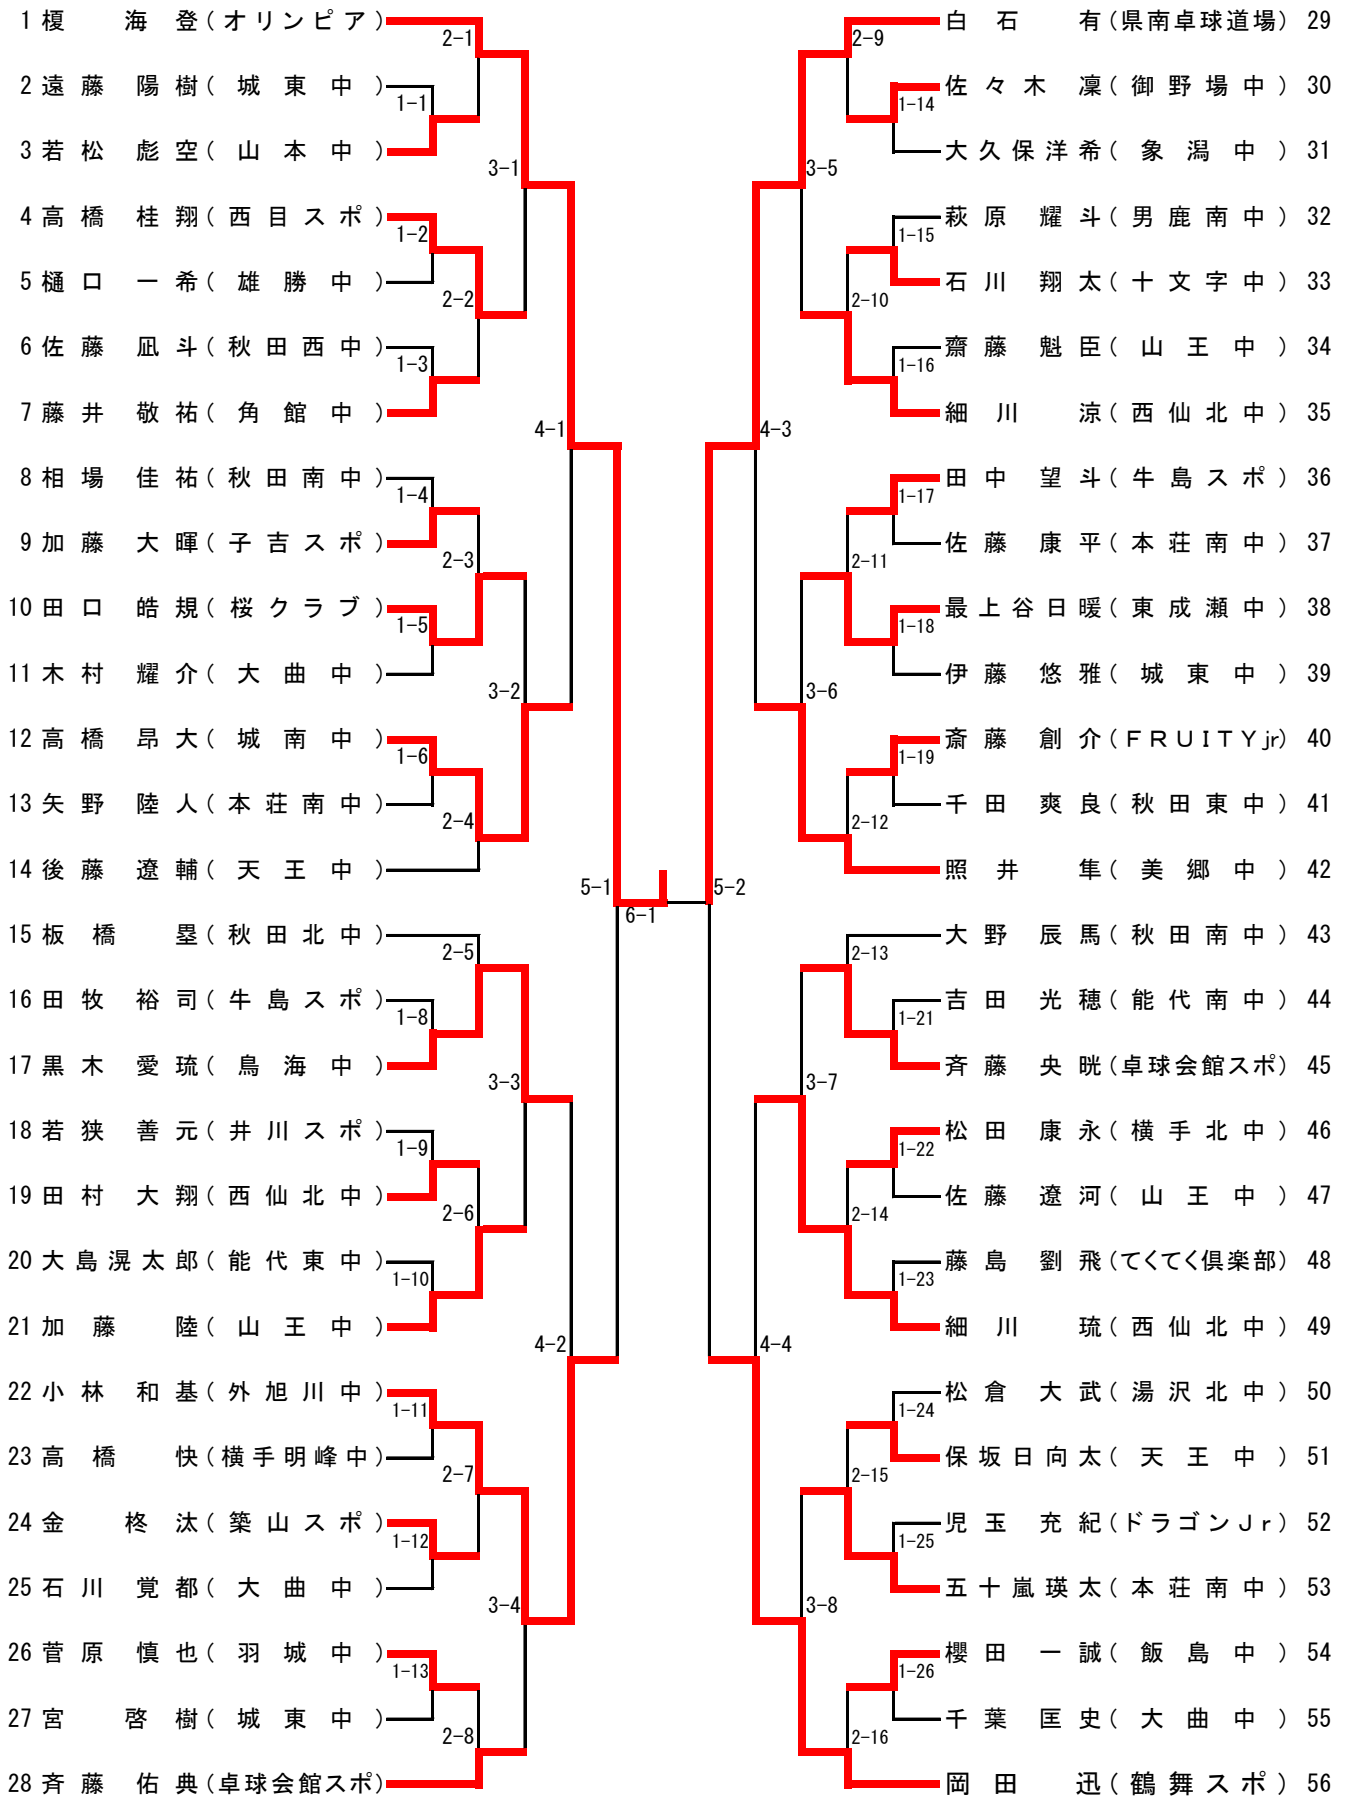 1 榎 海 登 ( オリンピア )
2-1
2 遠 藤 陽 樹 ( 城 東 中 )
1-1
3 若 松 彪 空 ( 山 本 中 )
3-1
4 高 橋 桂 翔 ( 西 目 ス ポ )
1-2
5 樋 口 一 希 ( 雄 勝 中 )
2-2
6 佐 藤 凪 斗 ( 秋 田 西 中 )
1-3
7 藤 井 敬 祐 ( 角 館 中 )
4-1
8 相 場 佳 祐 ( 秋 田 南 中 )
1-4
9 加 藤 大 暉 ( 子 吉 ス ポ )
2-3
10 田 口 皓 規 ( 桜 ク ラ ブ )
1-5
11 木 村 耀 介 ( 大 曲 中 )
3-2
12 高 橋 昂 大 ( 城 南 中 )
1-6
13 矢 野 陸 人 ( 本 荘 南 中 )
2-4
14 後 藤 遼 輔 ( 天 王 中 )
5-1
6-1
15 板 橋 塁 ( 秋 田 北 中 )
2-5
16 田 牧 裕 司 ( 牛 島 ス ポ )
1-8
17 黒 木 愛 琉 ( 鳥 海 中 )
3-3
18 若 狭 善 元 ( 井 川 ス ポ )
1-9
19 田 村 大 翔 ( 西 仙 北 中 )
2-6
20 大 島 滉 太 郎 ( 能 代 東 中 )
1-10
21 加 藤 陸 ( 山 王 中 )
4-2
22 小 林 和 基 ( 外 旭 川 中 )
1-11
23 高 橋 快 ( 横 手 明 峰 中 )
2-7
24 金 柊 汰 ( 築 山 ス ポ )
1-12
25 石 川 覚 都 ( 大 曲 中 )
3-4
26 菅 原 慎 也 ( 羽 城 中 )
1-13
27 宮 啓 樹 ( 城 東 中 )
2-8
28 斉 藤 佑 典 (卓球会館スポ)
白 石 有 (県南卓球道場) 29
2-9
佐 々 木 凜 ( 御 野 場 中 ) 30
1-14
大 久 保 洋 希 ( 象 潟 中 ) 31
3-5
萩 原 耀 斗 ( 男 鹿 南 中 ) 32
1-15
石 川 翔 太 ( 十 文 字 中 ) 33
2-10
齋 藤 魁 臣 ( 山 王 中 ) 34
1-16
細 川 涼 ( 西 仙 北 中 ) 35
4-3
田 中 望 斗 ( 牛 島 ス ポ ) 36
1-17
佐 藤 康 平 ( 本 荘 南 中 ) 37
2-11
最 上 谷 日 暖 ( 東 成 瀬 中 ) 38
1-18
伊 藤 悠 雅 ( 城 東 中 ) 39
3-6
斎 藤 創 介 (ＦＲＵＩＴＹjr) 40
1-19
千 田 爽 良 ( 秋 田 東 中 ) 41
2-12
照 井 隼 ( 美 郷 中 ) 42
5-2
大 野 辰 馬 ( 秋 田 南 中 ) 43
2-13
吉 田 光 穂 ( 能 代 南 中 ) 44
1-21
斉 藤 央 晄 (卓球会館スポ) 45
3-7
松 田 康 永 ( 横 手 北 中 ) 46
1-22
佐 藤 遼 河 ( 山 王 中 ) 47
2-14
藤 島 劉 飛 (てくてく倶楽部) 48
1-23
細 川 琉 ( 西 仙 北 中 ) 49
4-4
松 倉 大 武 ( 湯 沢 北 中 ) 50
1-24
保 坂 日 向 太 ( 天 王 中 ) 51
2-15
児 玉 充 紀 (ドラゴンＪｒ) 52
1-25
五 十 嵐 瑛 太 ( 本 荘 南 中 ) 53
3-8
櫻 田 一 誠 ( 飯 島 中 ) 54
1-26
千 葉 匡 史 ( 大 曲 中 ) 55
2-16
岡 田 迅 ( 鶴 舞 ス ポ ) 56